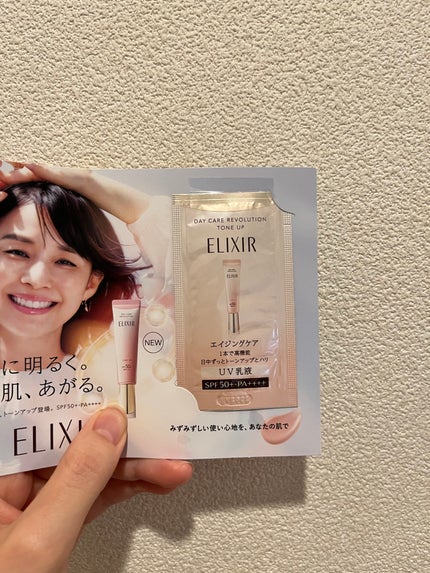 に明るく。
肌、あがる。
トーンアップ登場。SPF50+・PA++++
ELIXI
ELIXIR
NEW
DAY CARE REVOLUTION
TONE UP
ELIXIR
エイジングケア
1本で高機能
日中ずっとトーンアップとハリ
UV乳液
SPF50+・PA++++
みずみずしい使い心地を、あなたの肌で